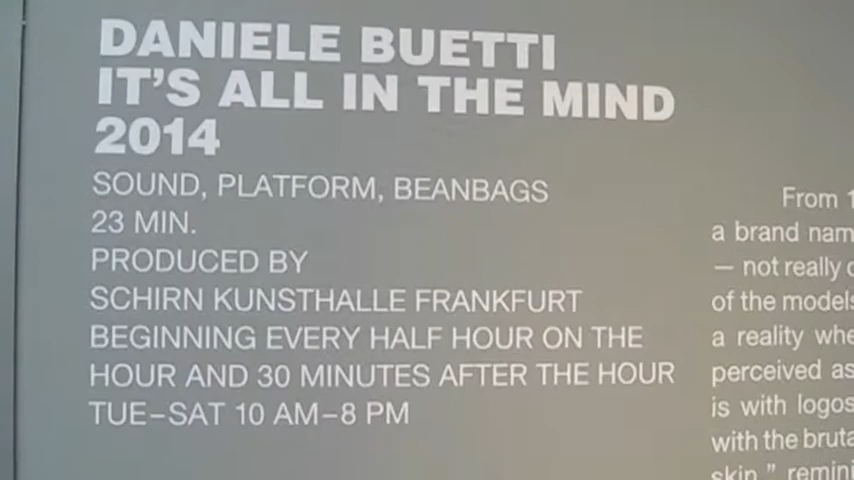 DANIELE BUETTI
IT'S ALL IN THE MIND
2014
SOUND, PLATFORM, BEANBAGS
23 MIN.
PRODUCED BY
SCHIRN KUNSTHALLE FRANKFURT
BEGINNING EVERY HALF HOUR ON THE
HOUR AND 30 MINUTES AFTER THE HOUR
TUE–SAT 10 AM–8 PM
From
a brand
— not really
of the models
a reality
perceived as
is with logos
with the
skin,"